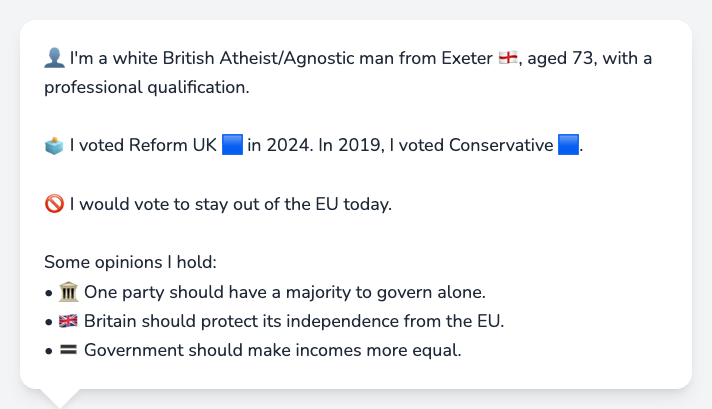 👤 I'm a white British Atheist/Agnostic man from Exeter 🏴󠁧󠁢󠁥󠁮󠁧󠁿, aged 73, with a
professional qualification.
🗳️ I voted Reform UK 🟦 in 2024. In 2019, I voted Conservative 🟦.
🚫 I would vote to stay out of the EU today.
Some opinions I hold:
• 🏛️ One party should have a majority to govern alone.
• 🇬🇧 Britain should protect its independence from the EU.
• 🟰 Government should make incomes more equal.